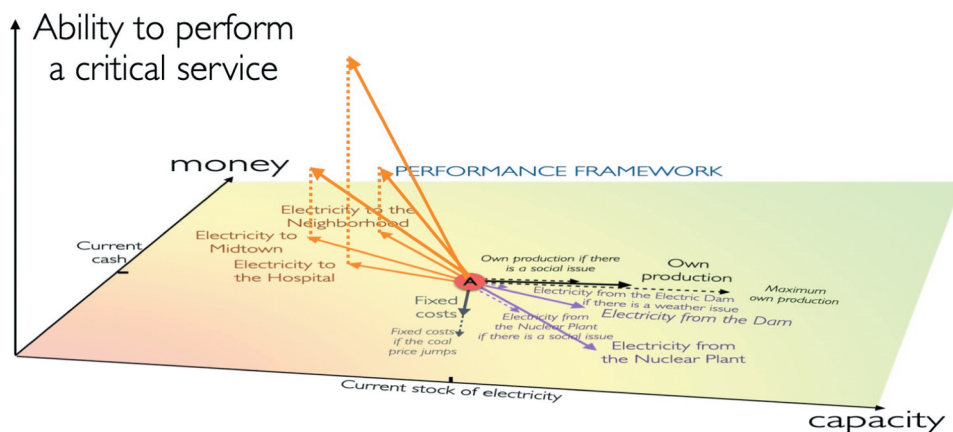 Ability to perform
a critical service
money
PERFORMANCE FRAMEWORK
Electricity to the
Neighborhood
Electricity to
Midtown
Current
cash
Electricity to
the Hospital
A
Own production if there
is a social issue
Own
production
Maximum
own production
Electricity from the Electric Dam
if there is a weather issue
Electricity from the Dam
Fixed
costs
Electricity from
the Nuclear Plant
if there is a social issue
Fixed costs
if the coal
price jumps
Electricity from
the Nuclear Plant
Current stock of electricity
capacity